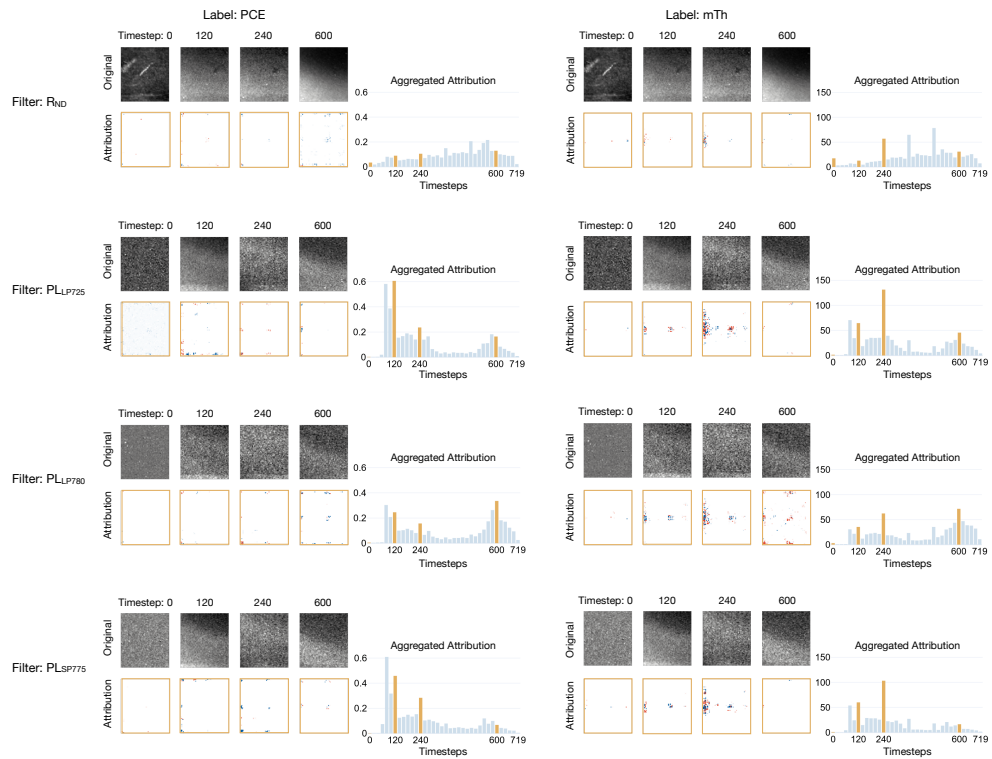 Label: PCE
Label: mTh
Timestep: 0 120 240 600
Timestep: 0 120 240 600
Original
Original
Aggregated Attribution
Aggregated Attribution
Filter: RND
Attribution
0.6
0.4
0.2
0
0 120 240 600 719
Timesteps
Attribution
150
100
50
0
0 120 240 600 719
Timesteps
Timestep: 0 120 240 600
Timestep: 0 120 240 600
Original
Original
Aggregated Attribution
Aggregated Attribution
Filter: PLLP725
Attribution
0.6
0.4
0.2
0
0 120 240 600 719
Timesteps
Attribution
150
100
50
0
0 120 240 600 719
Timesteps
Timestep: 0 120 240 600
Timestep: 0 120 240 600
Original
Original
Aggregated Attribution
Aggregated Attribution
Filter: PLLP780
Attribution
0.6
0.4
0.2
0
0 120 240 600 719
Timesteps
Attribution
150
100
50
0
0 120 240 600 719
Timesteps
Timestep: 0 120 240 600
Timestep: 0 120 240 600
Original
Original
Aggregated Attribution
Aggregated Attribution
Filter: PLSP775
Attribution
0.6
0.4
0.2
0
0 120 240 600 719
Timesteps
Attribution
150
100
50
0
0 120 240 600 719
Timesteps